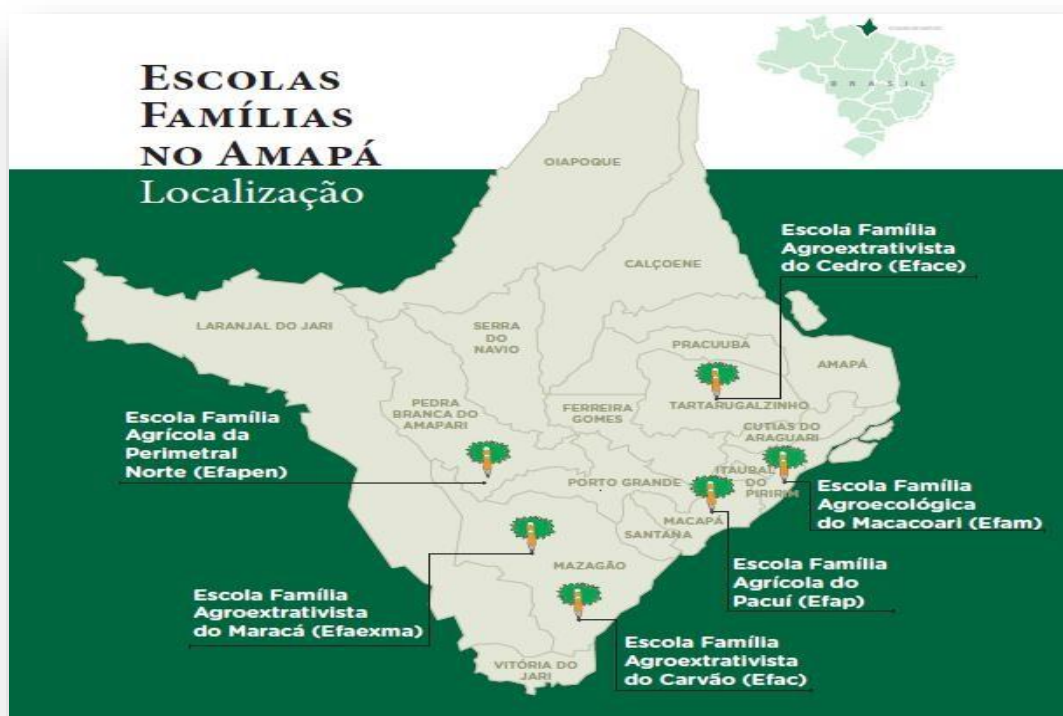 ESCOLAS
FAMÍLIAS
NO AMAPÁ
Localização
BRASIL
OIAPOQUE
Escola Família
Agroextrativista
do Cedro (Eface)
CALÇOENE
LARANJAL DO JARI
SERRA
DO
NAVIO
PRACUUBA
AMAPÁ
TARTARUGALZINHO
PEDRA
BRANCA DO
AMAPARI
FERREIRA
GOMES
CUTIAS DO
ARAGUARI
Escola Família
Agrícola da
Perimetral
Norte (Efapen)
PORTO GRANDE
ITAUBAL
DO
PIRIRIM
Escola Família
Agroecológica
do Macacoari (Efam)
MACAPÁ
SANTANA
MAZAGÃO
Escola Família
Agrícola do
Pacuí (Efap)
Escola Família
Agroextrativista
do Maracá (Efaexma)
Escola Família
Agroextrativista
do Carvão (Efac)
VITÓRIA DO
JARI